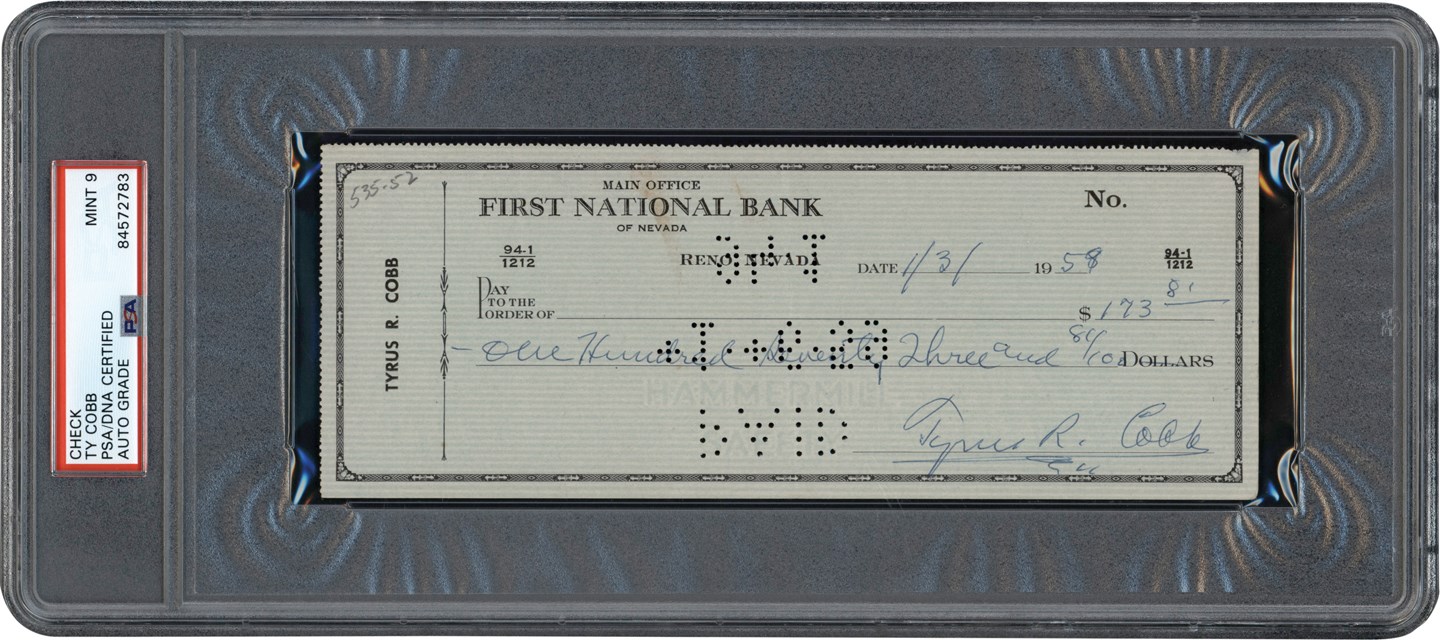 CHECK MINT 9
TY COBB
PSA/DNA CERTIFIED
AUTO GRADE 84572783
PSA
535-52
MAIN OFFICE
FIRST NATIONAL BANK
OF NEVADA
No.
94-1
1212
RENO, NEVADA
DATE 1/31 1958
94-1
1212
TYRUS R. COBB
PAY
TO THE
ORDER OF
$ 173 81
One Hundred Seventy Three and 81/100 DOLLARS
HAMMERMILL
SAFETY
PAID
Tyrus R. Cobb